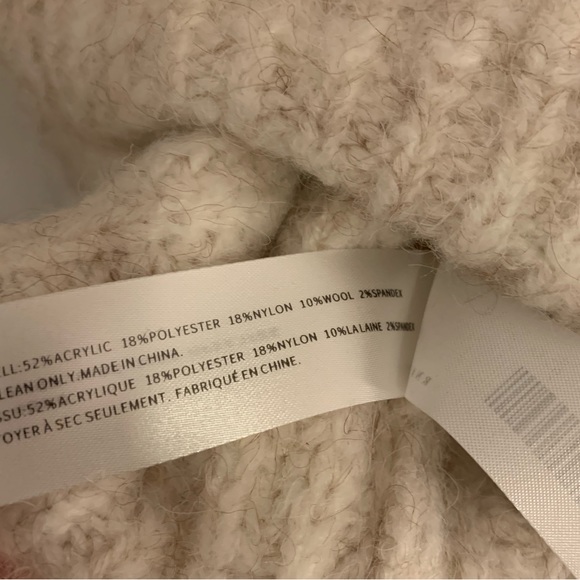 LL:52%ACRYLIC 18%POLYESTER 18%NYLON 10%WOOL 2%SPANDEX
LEAN ONLY.MADE IN CHINA.
SSU:52%ACRYLIQUE 18%POLYESTER 18%NYLON 10%LA LAINE 2%SPANDEX
OYER À SEC SEULEMENT. FABRIQUÉ EN CHINE.